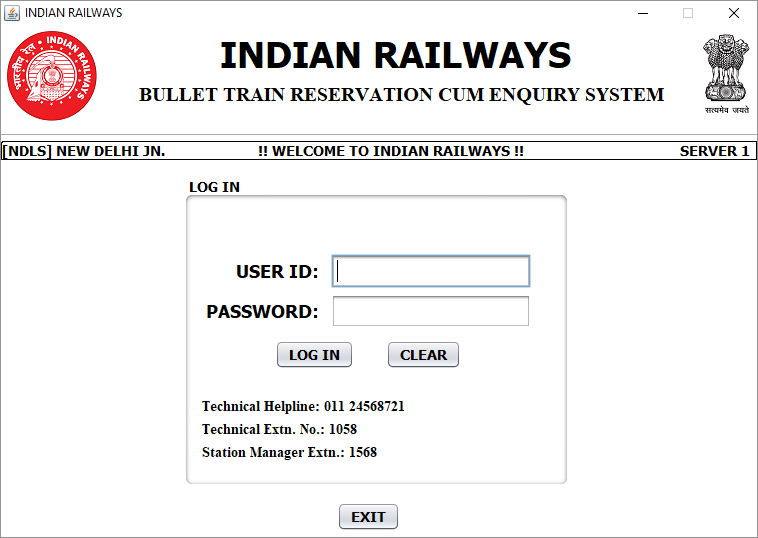 INDIAN RAILWAYS
भारतीय रेल INDIAN RAILWAYS
INDIAN RAILWAYS
BULLET TRAIN RESERVATION CUM ENQUIRY SYSTEM
सत्यमेव जयते
[NDLS] NEW DELHI JN. !! WELCOME TO INDIAN RAILWAYS !! SERVER 1
LOG IN
USER ID:
PASSWORD:
LOG IN CLEAR
Technical Helpline: 011 24568721
Technical Extn. No.: 1058
Station Manager Extn.: 1568
EXIT